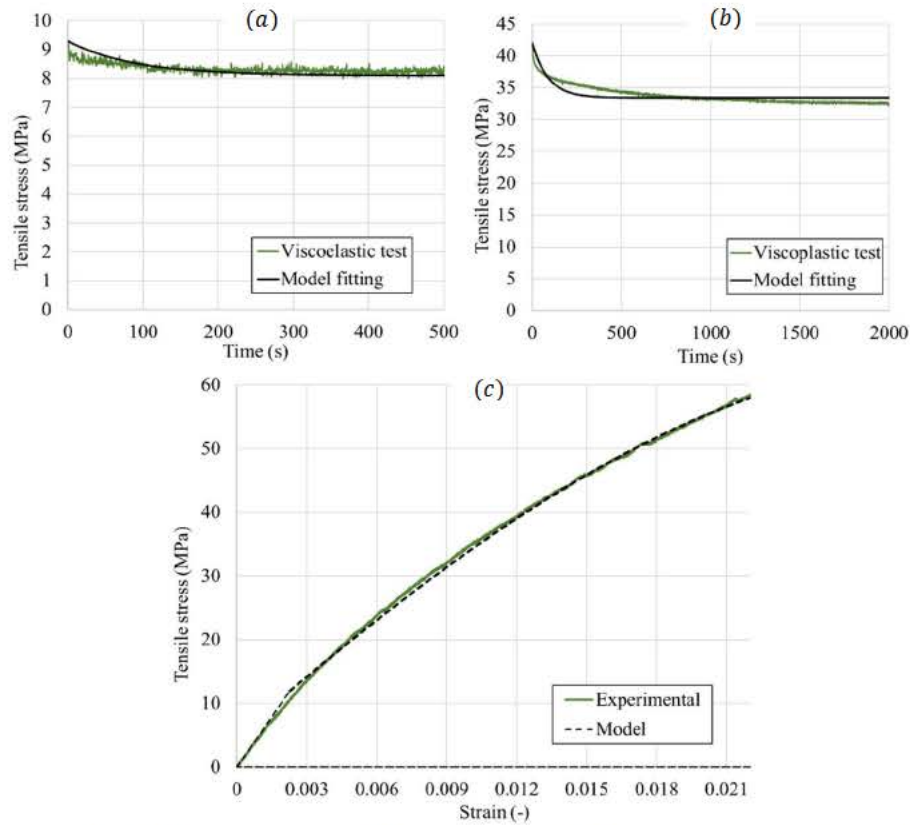 (a)
10
9
8
7
6
5
4
3
2
1
0
Tensile stress (MPa)
Viscoelastic test
Model fitting
0 100 200 300 400 500
Time (s)
(b)
45
40
35
30
25
20
15
10
5
0
Tensile stress (MPa)
Viscoplastic test
Model fitting
0 500 1000 1500 2000
Time (s)
(c)
60
50
40
30
20
10
0
Tensile stress (MPa)
Experimental
Model
0 0.003 0.006 0.009 0.012 0.015 0.018 0.021
Strain (-)